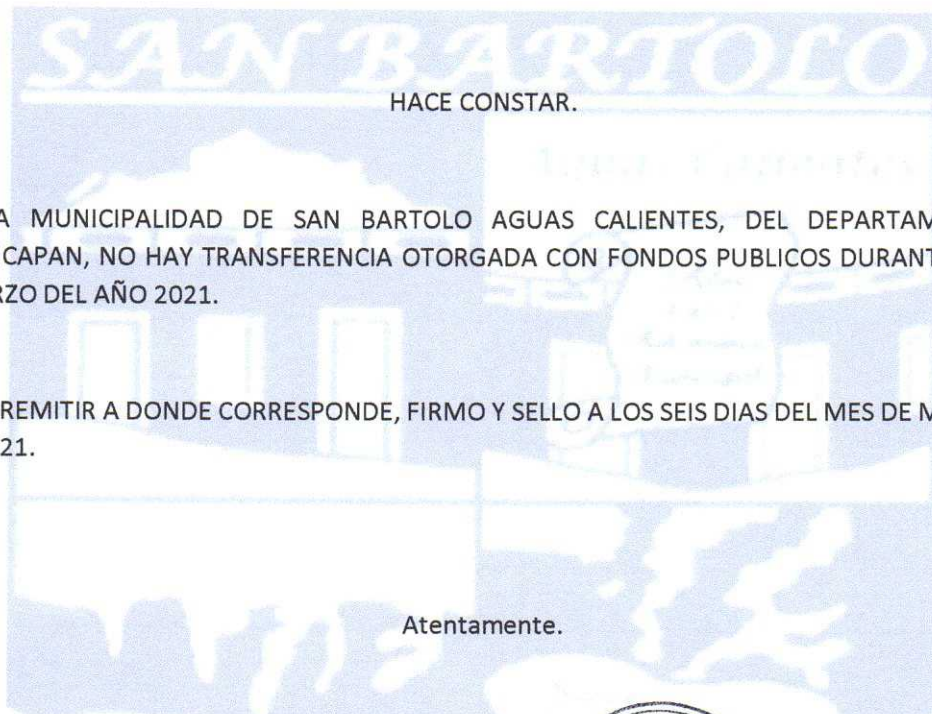 SAN BARTOLO
HACE CONSTAR.
A MUNICIPALIDAD DE SAN BARTOLO AGUAS CALIENTES, DEL DEPARTAM
CAPAN, NO HAY TRANSFERENCIA OTORGADA CON FONDOS PUBLICOS DURANT
RZO DEL AÑO 2021.
REMITIR A DONDE CORRESPONDE, FIRMO Y SELLO A LOS SEIS DIAS DEL MES DE M
21.
Atentamente.